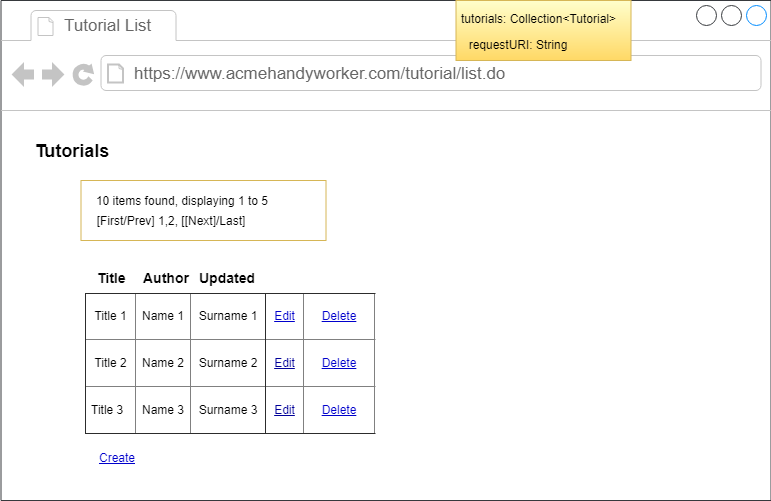 Tutorial List
tutorials: Collection<Tutorial>
requestURI: String
https://www.acmehandyworker.com/tutorial/list.do
Tutorials
10 items found, displaying 1 to 5
[First/Prev] 1,2, [[Next]/Last]
Title Author Updated
Title 1 Name 1 Surname 1 Edit Delete
Title 2 Name 2 Surname 2 Edit Delete
Title 3 Name 3 Surname 3 Edit Delete
Create